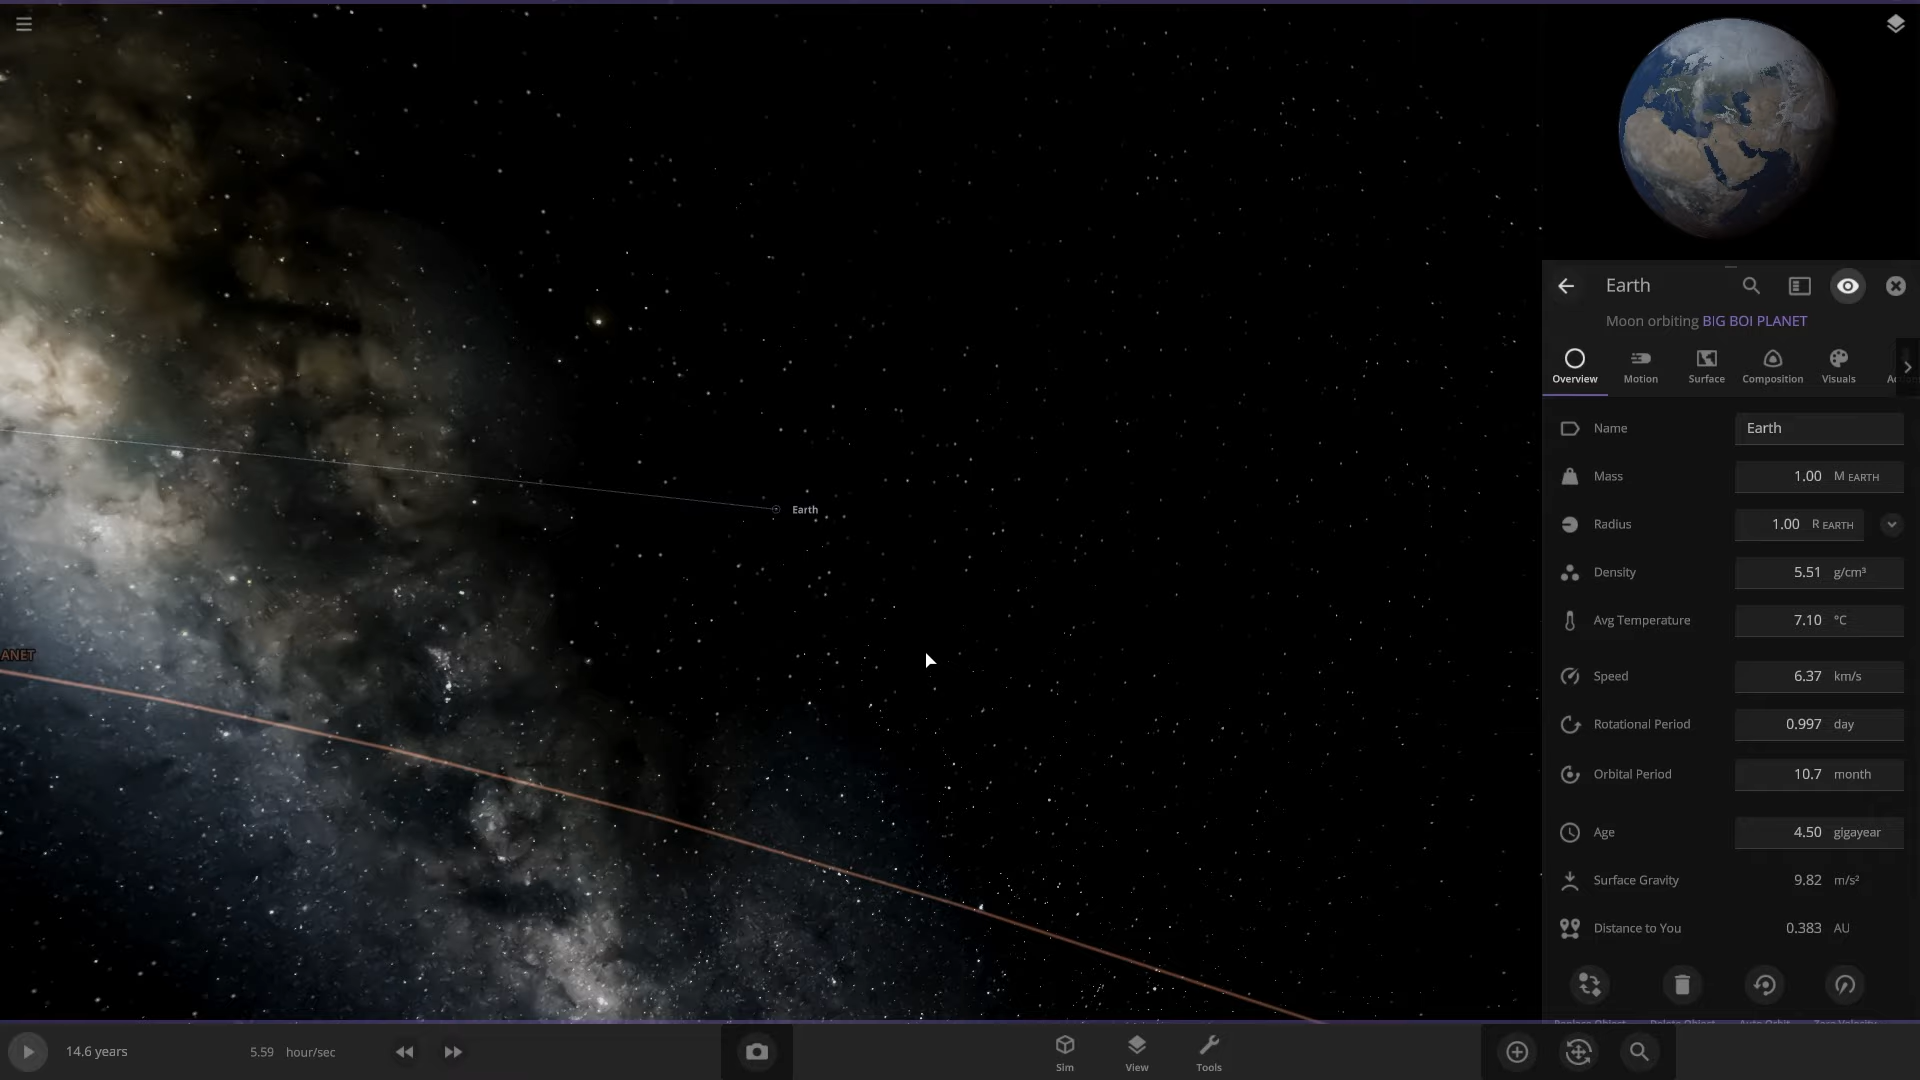 Earth
Moon orbiting BIG BOI PLANET
Overview Motion Surface Composition Visuals
Name Earth
Mass 1.00 M EARTH
Radius 1.00 R EARTH
Density 5.51 g/cm³
Avg Temperature 7.10 °C
Earth
Speed 6.37 km/s
ANET
Rotational Period 0.997 day
Orbital Period 10.7 month
Age 4.50 gigayear
Surface Gravity 9.82 m/s²
Distance to You 0.383 AU
14.6 years 5.59 hour/sec
Sim View Tools